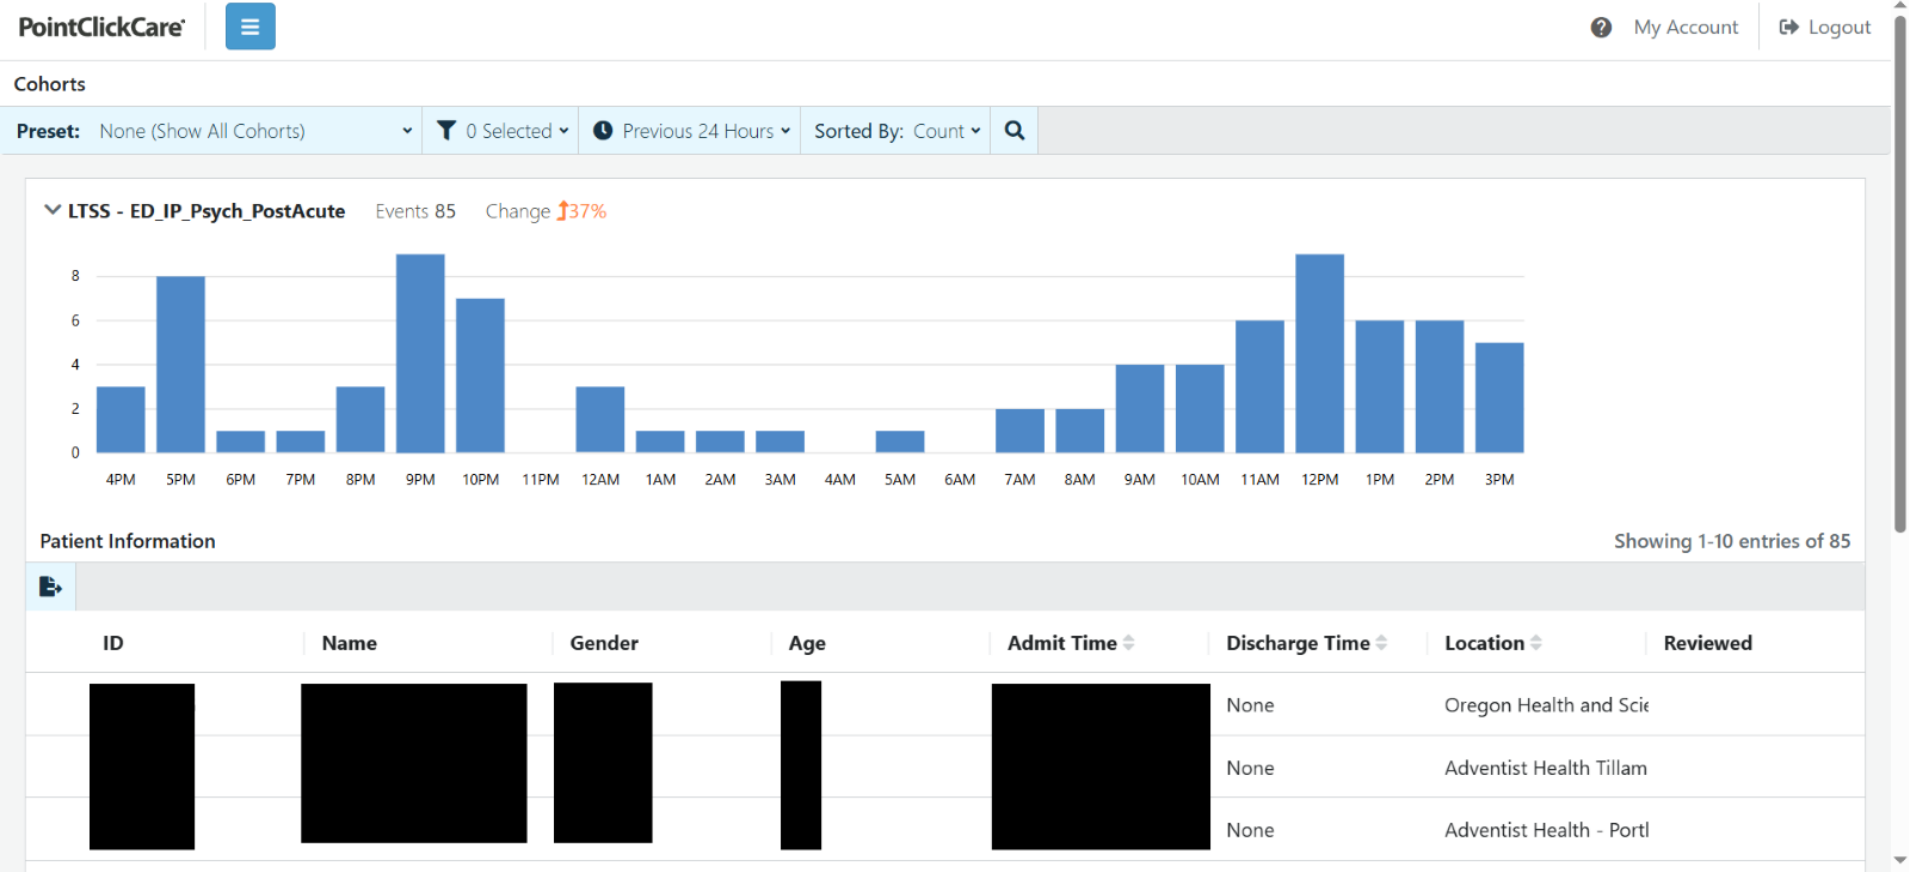 PointClickCare My Account Logout
Cohorts
Preset: None (Show All Cohorts) 0 Selected Previous 24 Hours Sorted By: Count
LTSS - ED_IP_Psych_PostAcute Events 85 Change 37%
8
6
4
2
0
4PM 5PM 6PM 7PM 8PM 9PM 10PM 11PM 12AM 1AM 2AM 3AM 4AM 5AM 6AM 7AM 8AM 9AM 10AM 11AM 12PM 1PM 2PM 3PM
Patient Information Showing 1-10 entries of 85
ID Name Gender Age Admit Time Discharge Time Location Reviewed
None Oregon Health and Scie
None Adventist Health Tillam
None Adventist Health - Portl